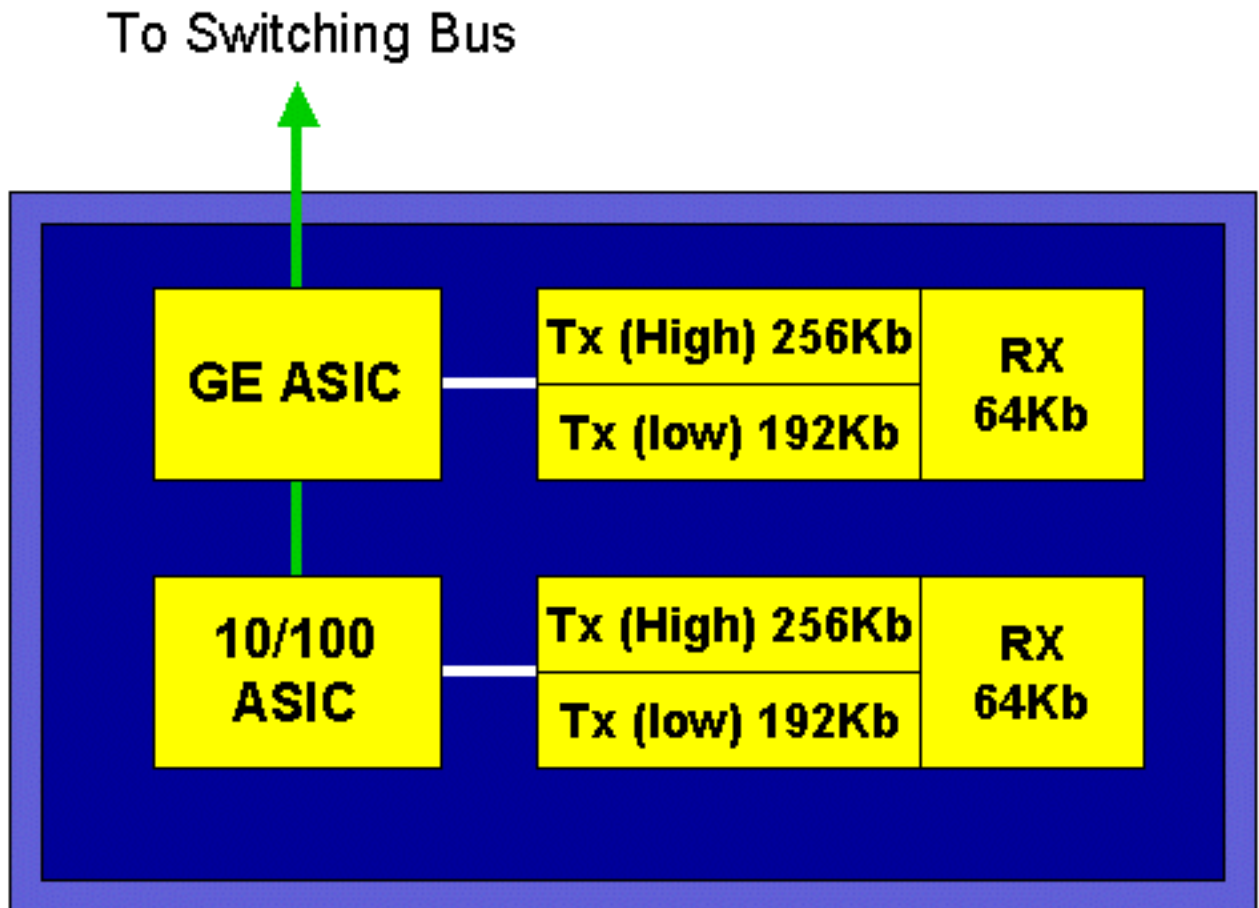 To Switching Bus
GE ASIC
Tx (High) 256Kb
Tx (low) 192Kb
RX
64Kb
10/100
ASIC
Tx (High) 256Kb
Tx (low) 192Kb
RX
64Kb